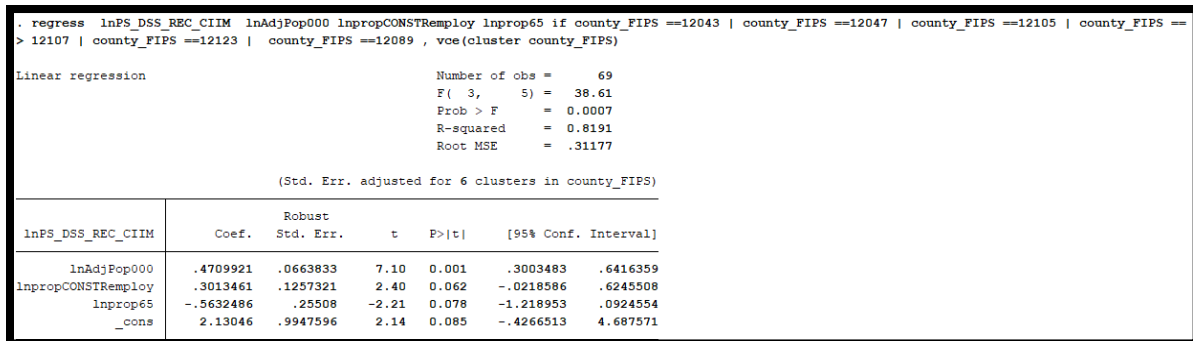 . regress lnPS_DSS_REC_CIIM lnAdjPop000 lnpropCONSTRemploy lnprop65 if county_FIPS ==12043 | county_FIPS ==12047 | county_FIPS ==12105 | county_FIPS ==
> 12107 | county_FIPS ==12123 | county_FIPS ==12089 , vce(cluster county_FIPS)
Linear regression Number of obs = 69
F( 3, 5) = 38.61
Prob > F = 0.0007
R-squared = 0.8191
Root MSE = .31177
(Std. Err. adjusted for 6 clusters in county_FIPS)
Robust
lnPS_DSS_REC_CIIM Coef. Std. Err. t P>|t| [95% Conf. Interval]
lnAdjPop000 .4709921 .0663833 7.10 0.001 .3003483 .6416359
lnpropCONSTRemploy .3013461 .1257321 2.40 0.062 -.0218586 .6245508
lnprop65 -.5632486 .25508 -2.21 0.078 -1.218953 .0924554
_cons 2.13046 .9947596 2.14 0.085 -.4266513 4.687571